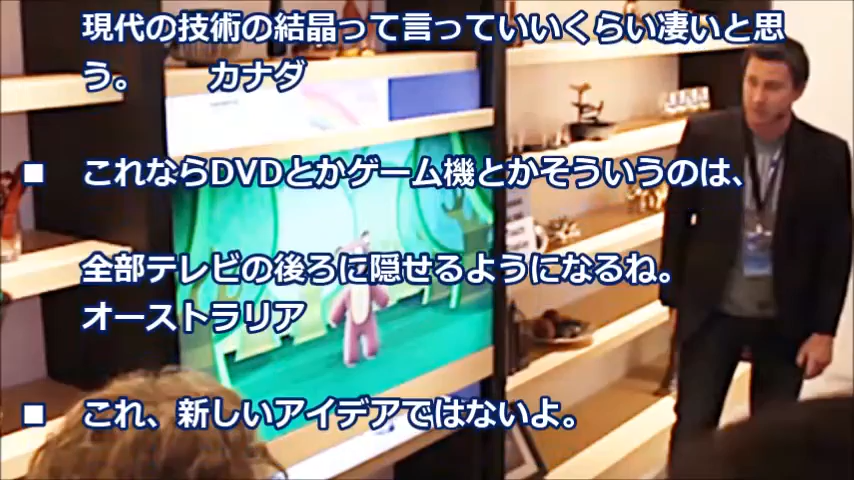 現代の技術の結晶って言っていいくらい凄いと思
う。 カナダ
■ これならDVDとかゲーム機とかそういうのは、
全部テレビの後ろに隠せるようになるね。
オーストラリア
■ これ、新しいアイデアではないよ。